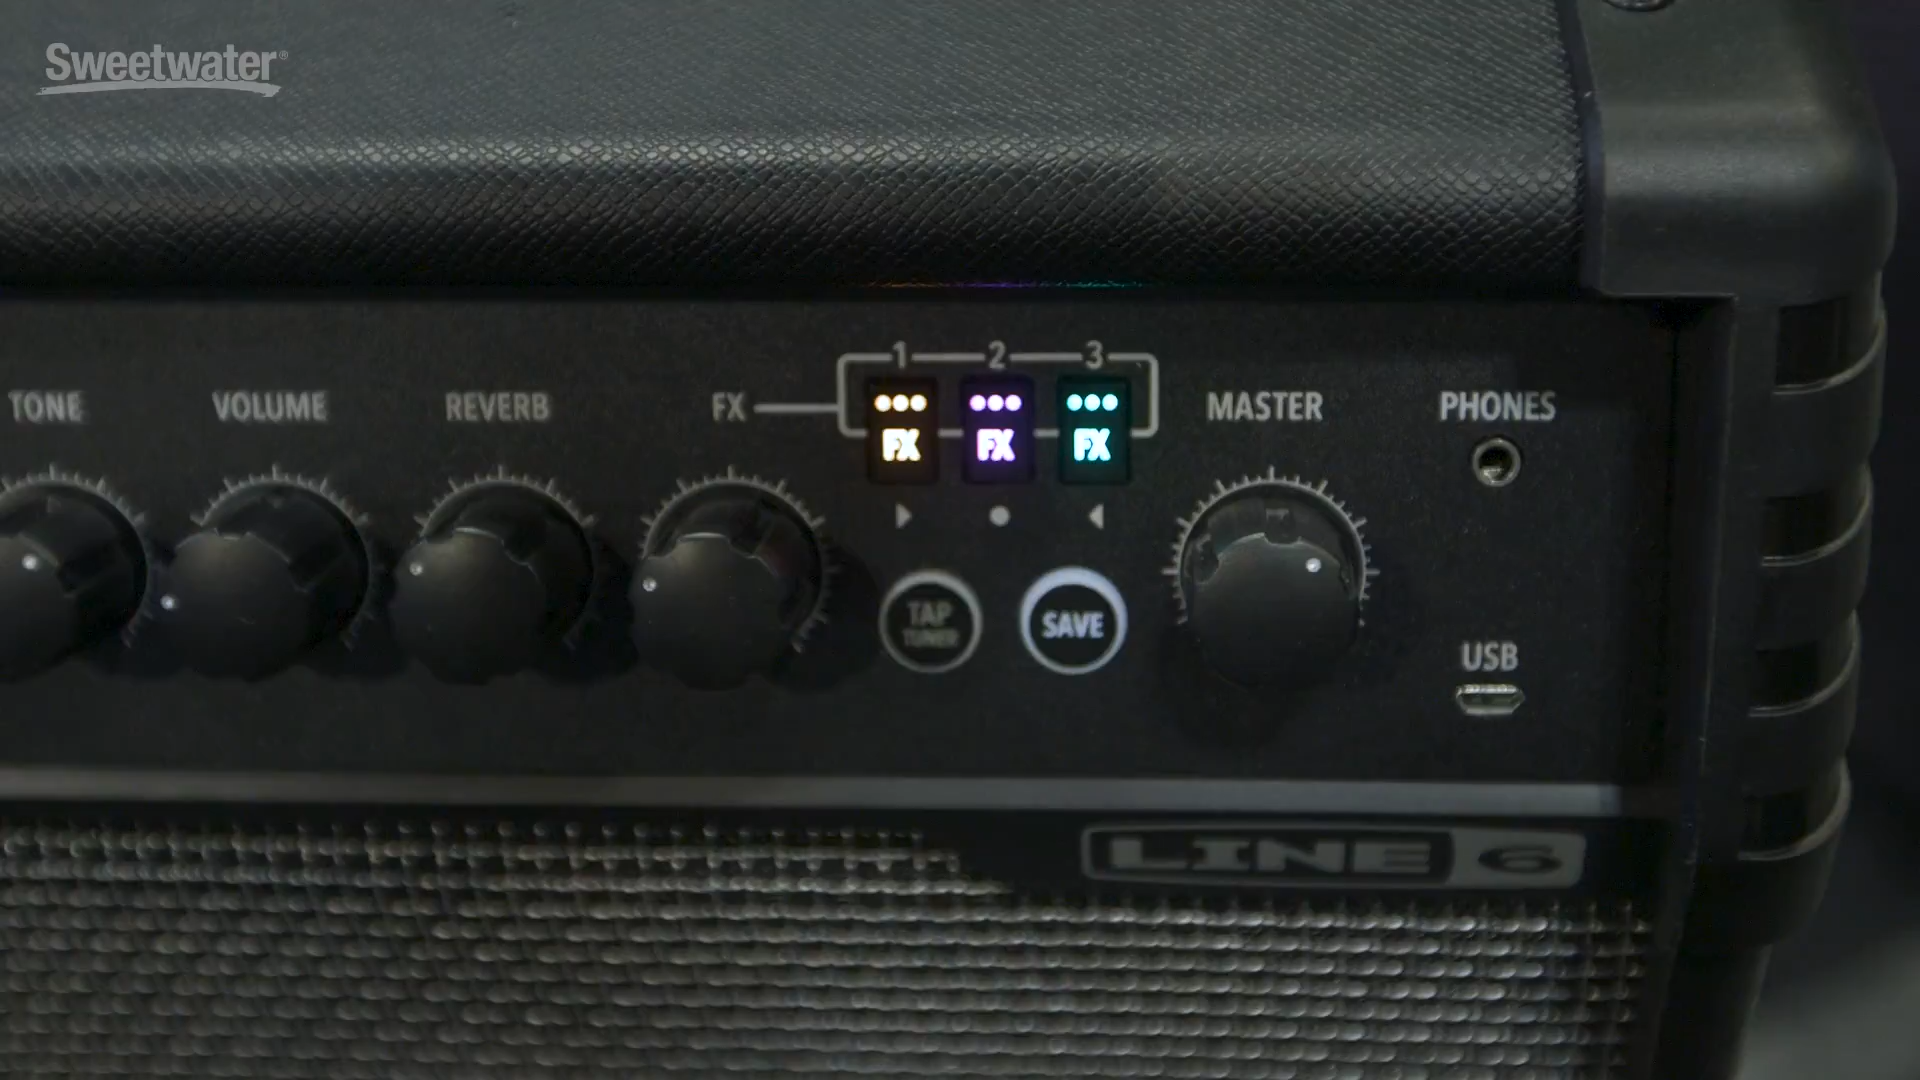 Sweetwater®
1 2 3
TONE VOLUME REVERB FX MASTER PHONES
FX FX FX
TAP
TUNER
SAVE
USB
LINE 6